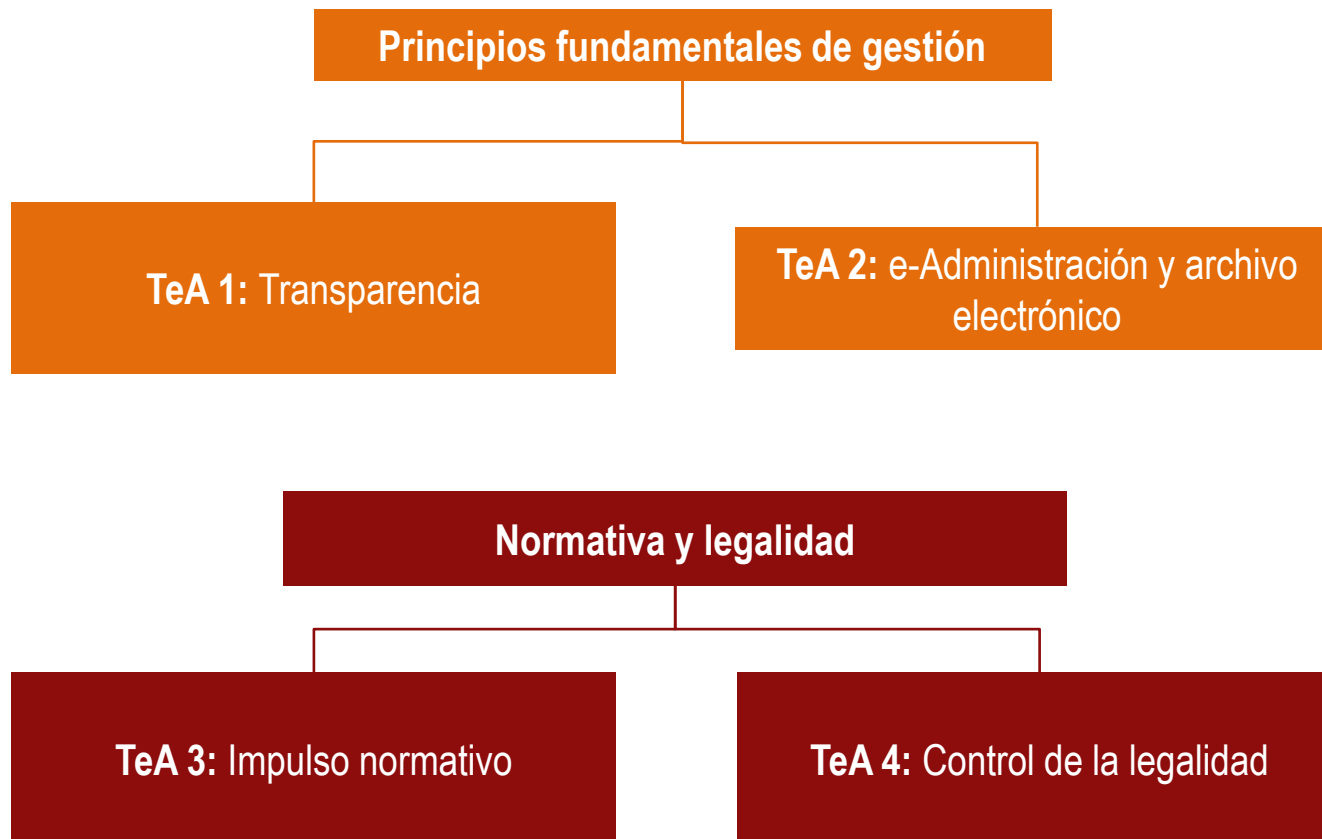 Principios fundamentales de gestión
TeA 1: Transparencia
TeA 2: e-Administración y archivo
electrónico
Normativa y legalidad
TeA 3: Impulso normativo
TeA 4: Control de la legalidad